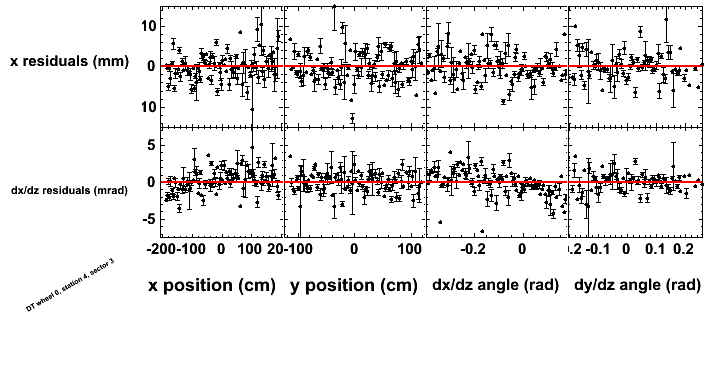 10
x residuals (mm)
0
10
5
dx/dz residuals (mrad)
0
-5
-200-100 0 100 20-100 0 100 -0.2 0 .2 -0.1 0 0.1 0.2
x position (cm) y position (cm) dx/dz angle (rad) dy/dz angle (rad)
DT wheel 0, station 4, sector 3